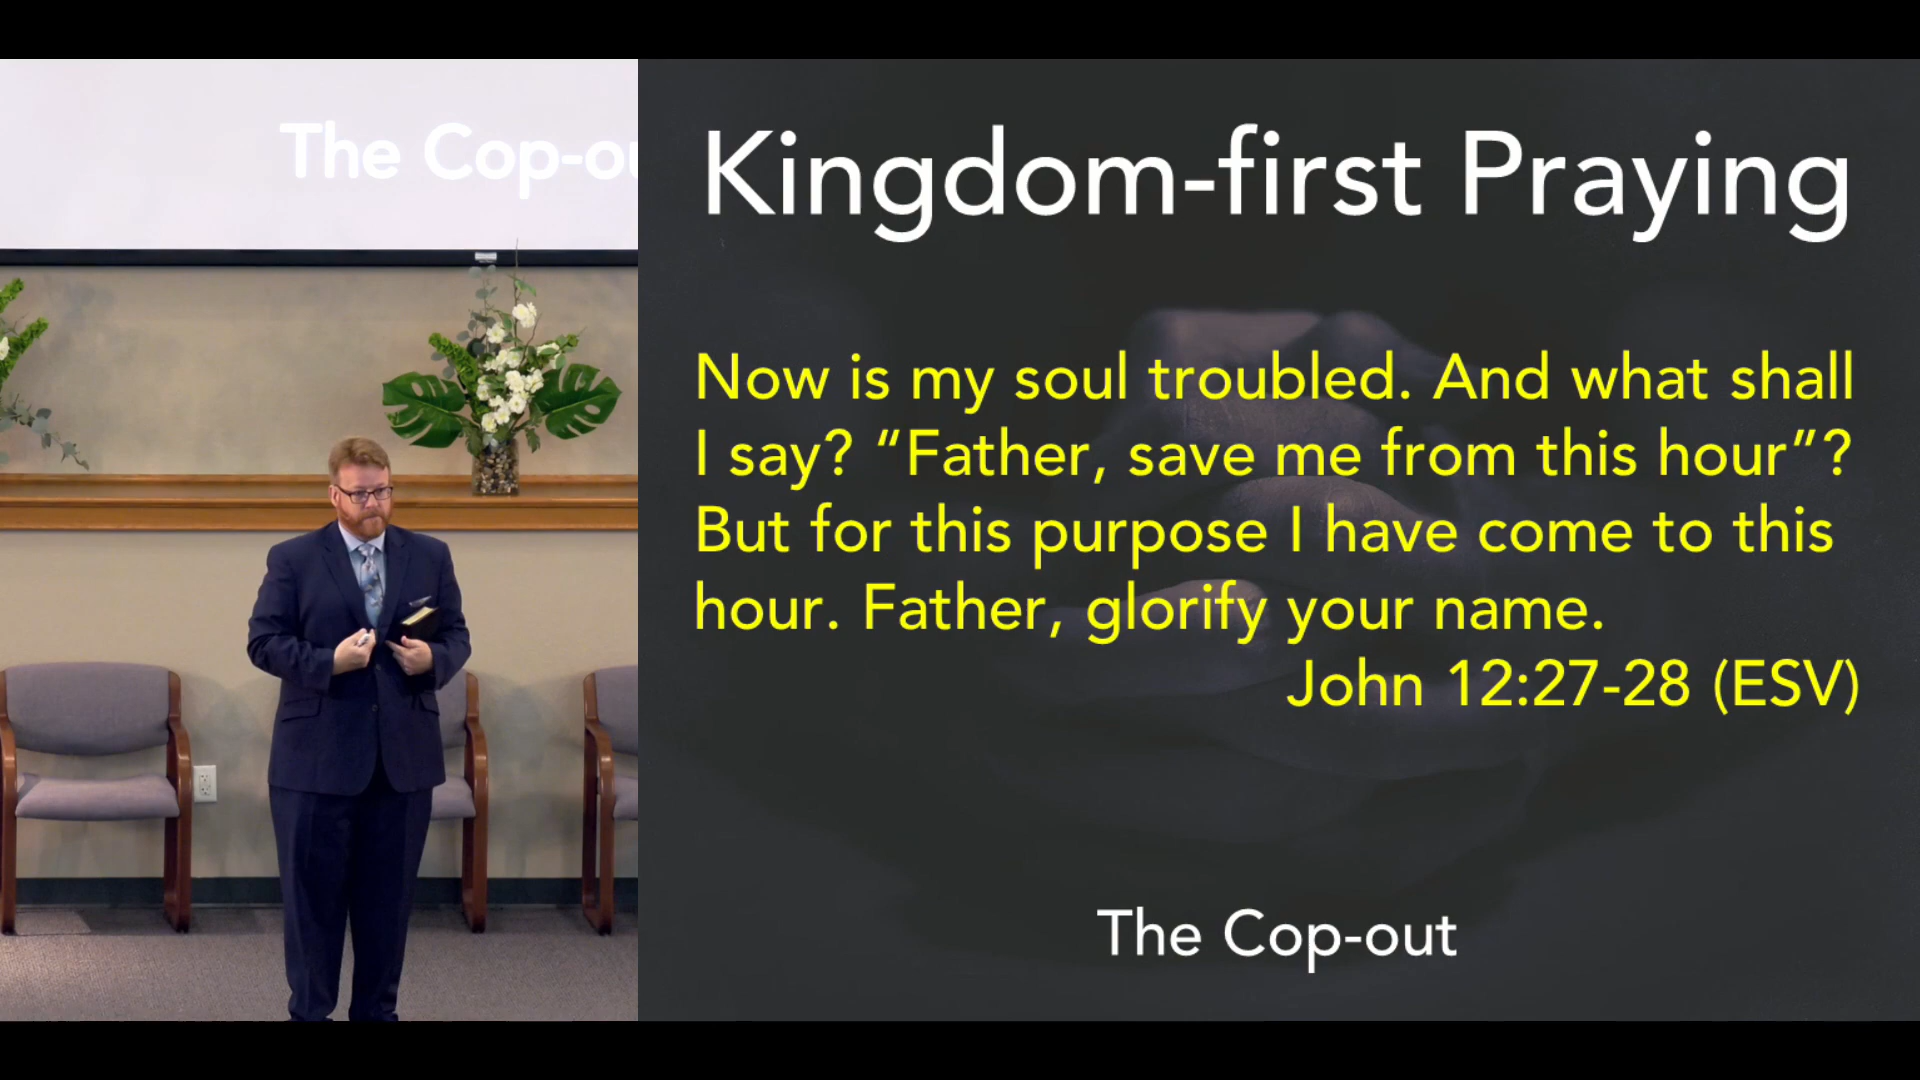 The Cop-ou
Kingdom-first Praying
Now is my soul troubled. And what shall
I say? “Father, save me from this hour”?
But for this purpose I have come to this
hour. Father, glorify your name.
John 12:27-28 (ESV)
The Cop-out